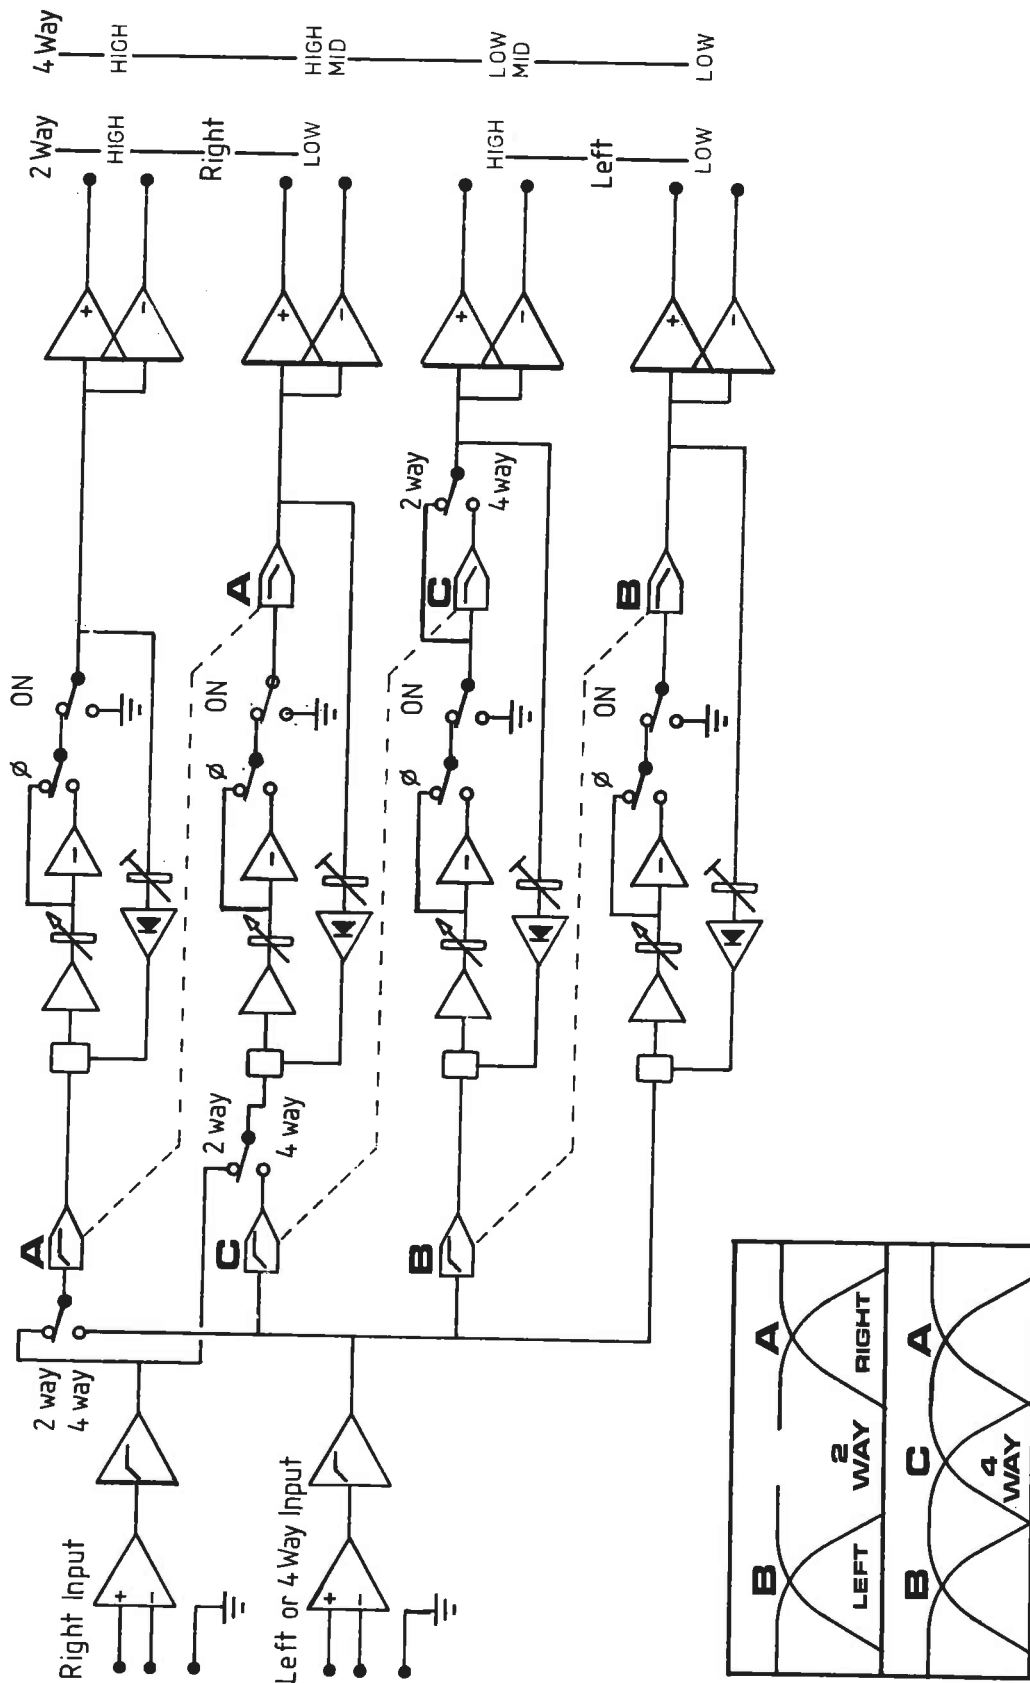 Right Input
+
−
2 way
4 way
A
Ø
ON
−
+
−
2 Way
HIGH
Right
LOW
4 Way
HIGH
HIGH
MID
LOW
MID
LOW
C
2 way
4 way
Ø
ON
−
A
+
−
Left or 4 Way Input
+
−
B
Ø
ON
−
C
2 way
4 way
+
−
HIGH
Left
LOW
Ø
ON
−
B
+
−
B
A
LEFT
2
WAY
RIGHT
B
C
A
4
WAY